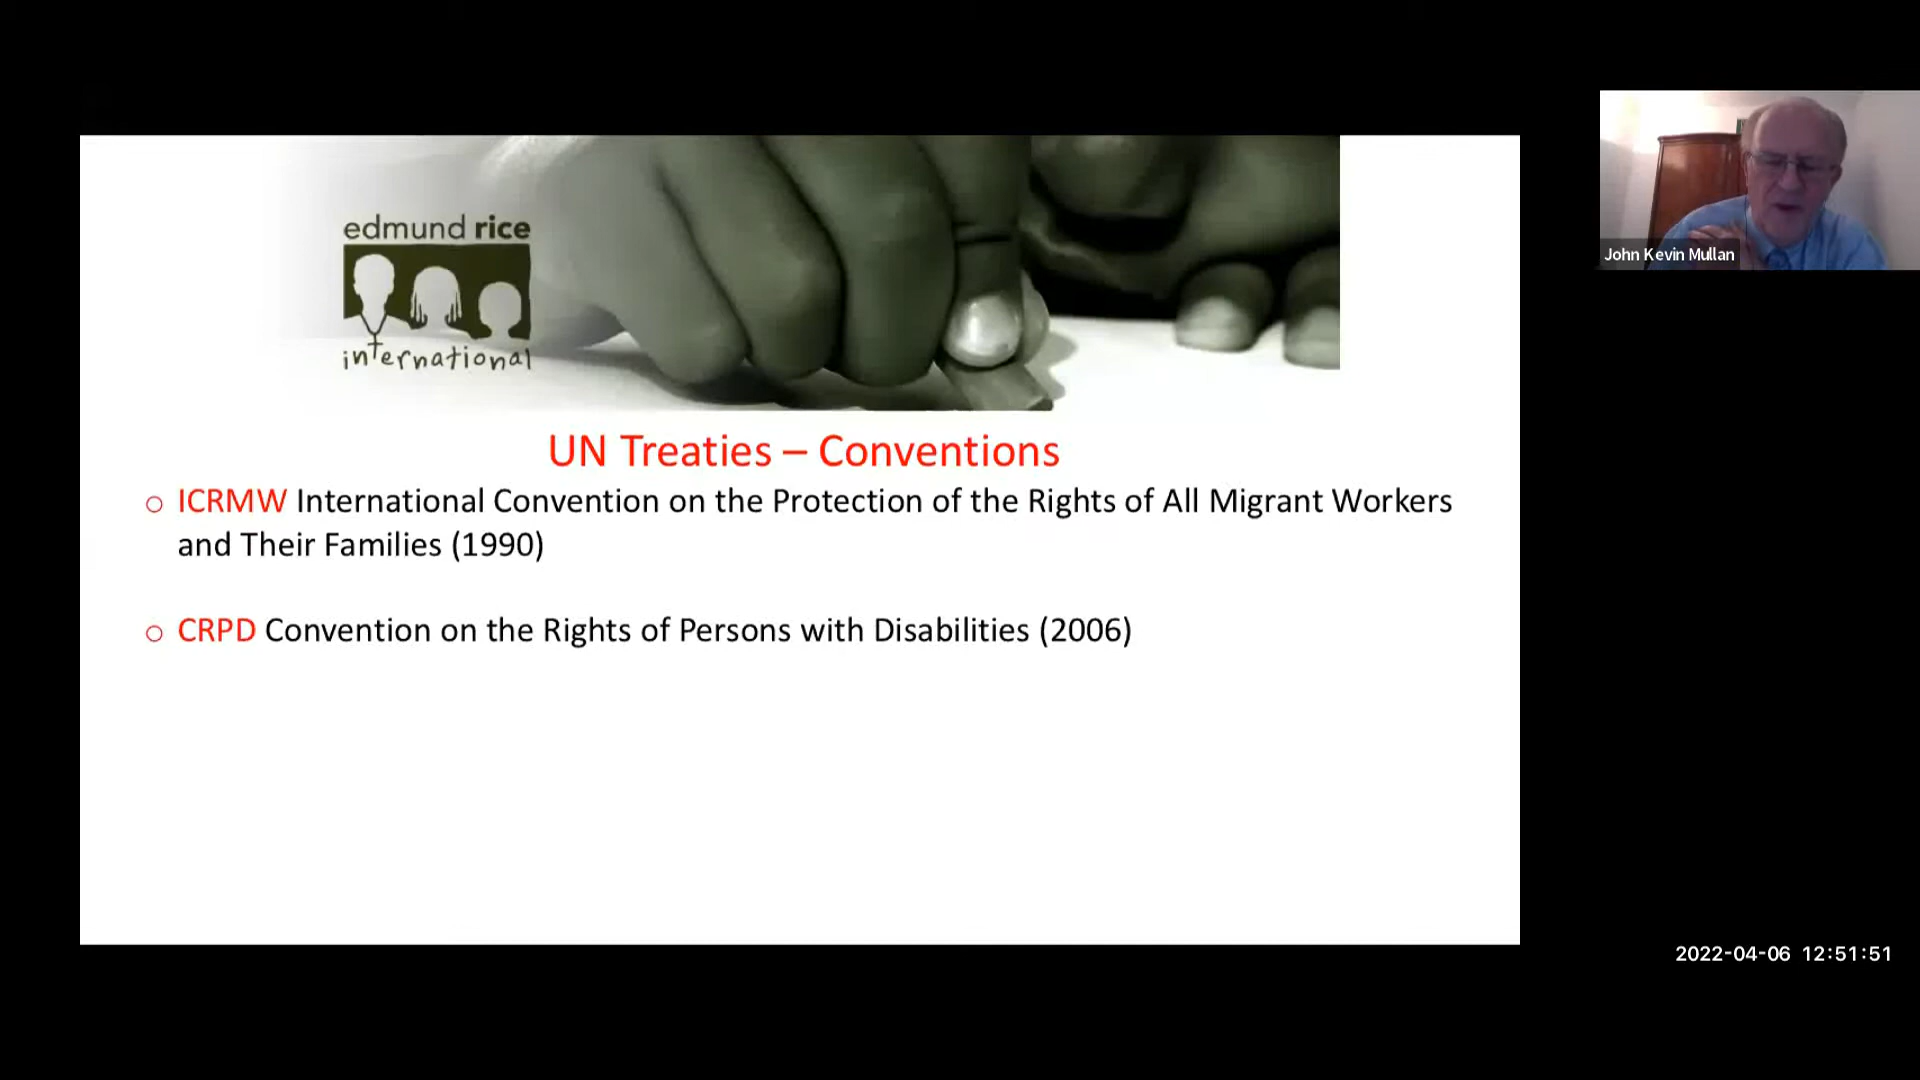 edmund rice
international
John Kevin Mullan
UN Treaties – Conventions
ICRMW International Convention on the Protection of the Rights of All Migrant Workers
and Their Families (1990)
CRPD Convention on the Rights of Persons with Disabilities (2006)
2022-04-06 12:51:51